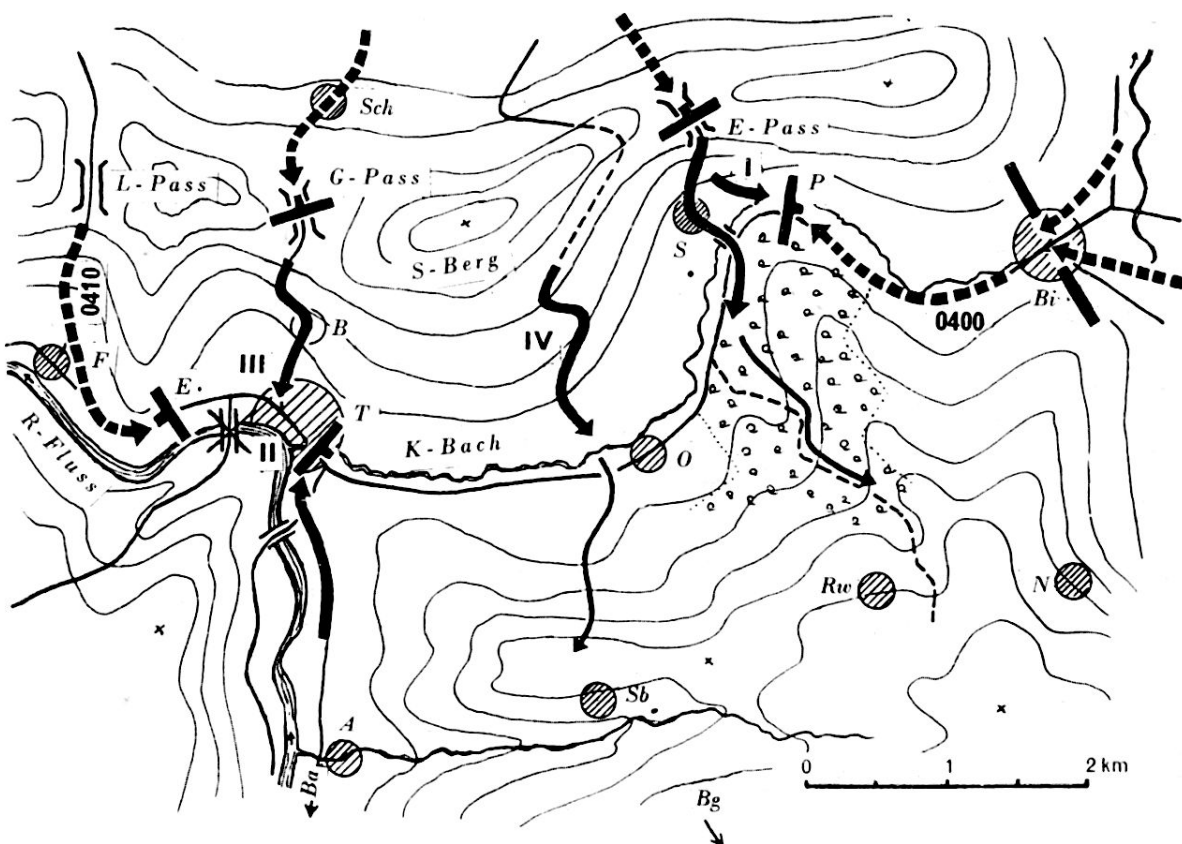 Sch
E-Pass
L-Pass
G-Pass
I
P
S
S-Berg
Bi
0410
0400
B
IV
F
III
E.
T
R-Fluss
II
K-Bach
O
Rw
N
Sb
A
0
2 km
Ba
Bg